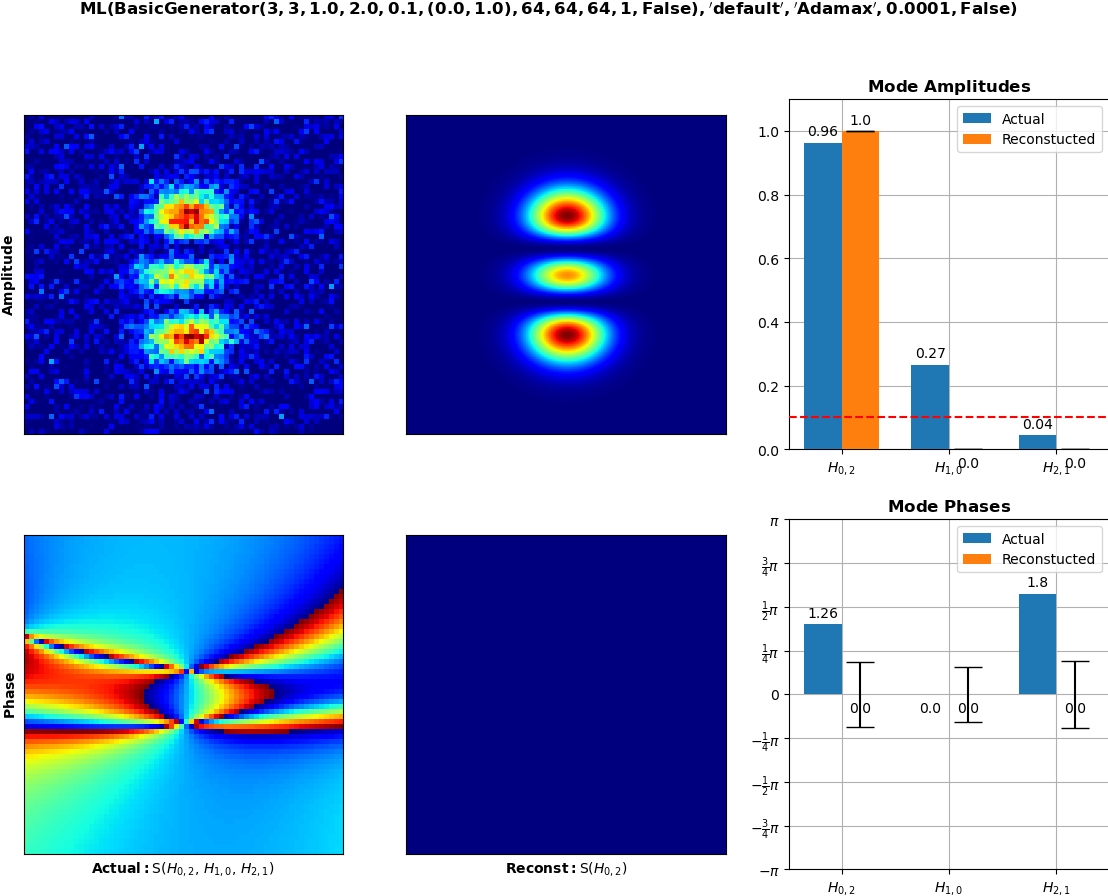 ML(BasicGenerator(3, 3, 1.0, 2.0, 0.1, (0.0, 1.0), 64, 64, 64, 1, False), 'default', 'Adamax', 0.0001, False)
Mode Amplitudes
Amplitude
1.0
0.8
0.6
0.4
0.2
0.0
0.96
1.0
0.27
0.0
0.04
0.0
Actual
Reconstucted
H0,2
H1,0
H2,1
Mode Phases
Phase
π
3/4π
1/2π
1/4π
0
−1/4π
−1/2π
−3/4π
−π
1.26
0.0
0.0
0.0
1.8
0.0
Actual
Reconstucted
H0,2
H1,0
H2,1
Actual: S(H0,2, H1,0, H2,1)
Reconst: S(H0,2)